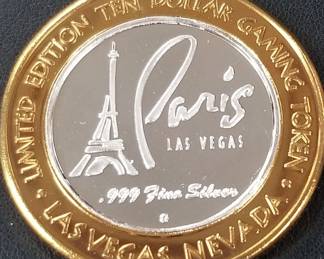 LIMITED EDITION TEN DOLLAR GAMING TOKEN
Paris
LAS VEGAS
.999 Fine Silver
LAS VEGAS, NEVADA